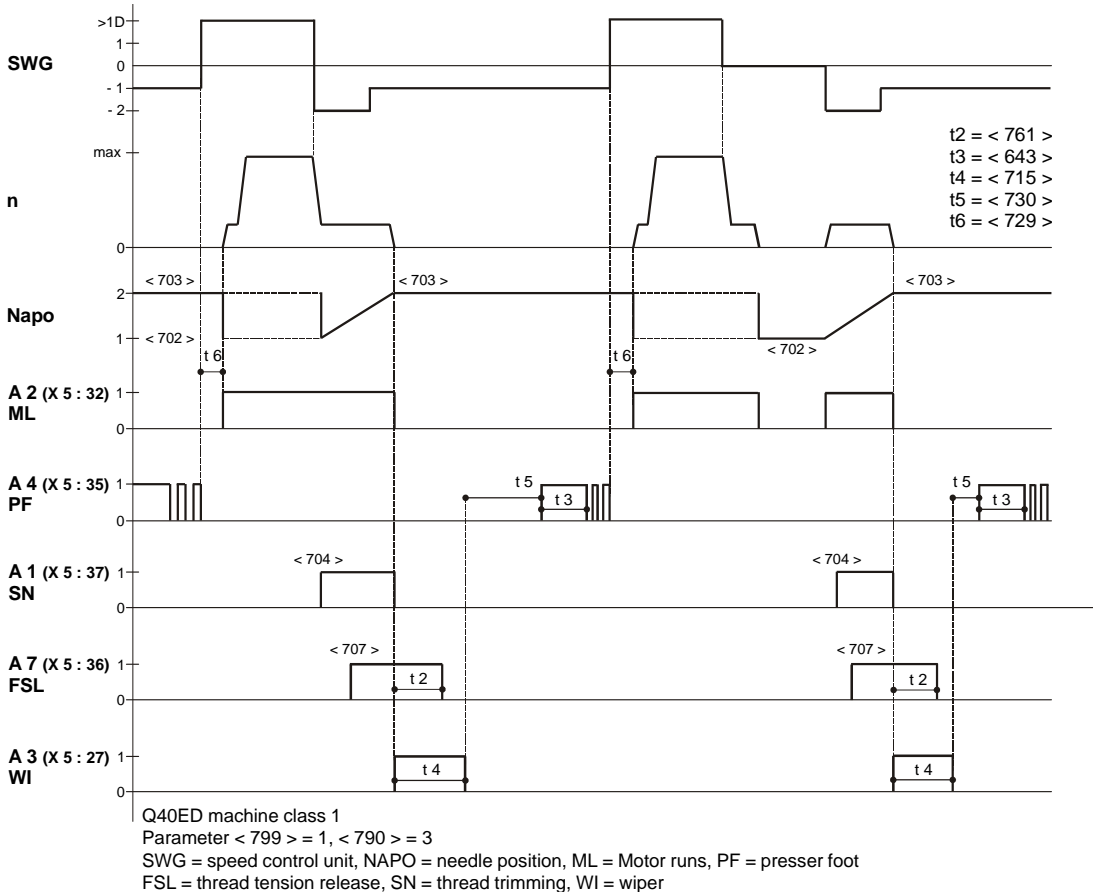 >1D
1
SWG
0
- 1
- 2
max
n
0
t2 = < 761 >
t3 = < 643 >
t4 = < 715 >
t5 = < 730 >
t6 = < 729 >
< 703 >
< 703 >
< 703 >
2
Napo
1
< 702 >
< 702 >
t 6
t 6
A 2 (X 5 : 32)
ML
1
0
A 4 (X 5 : 35)
PF
1
0
t 5
t 3
t 5
t 3
A 1 (X 5 : 37)
SN
1
0
< 704 >
< 704 >
A 7 (X 5 : 36)
FSL
1
0
< 707 >
t 2
< 707 >
t 2
A 3 (X 5 : 27)
WI
1
0
t 4
t 4
Q40ED machine class 1
Parameter < 799 > = 1, < 790 > = 3
SWG = speed control unit, NAPO = needle position, ML = Motor runs, PF = presser foot
FSL = thread tension release, SN = thread trimming, WI = wiper